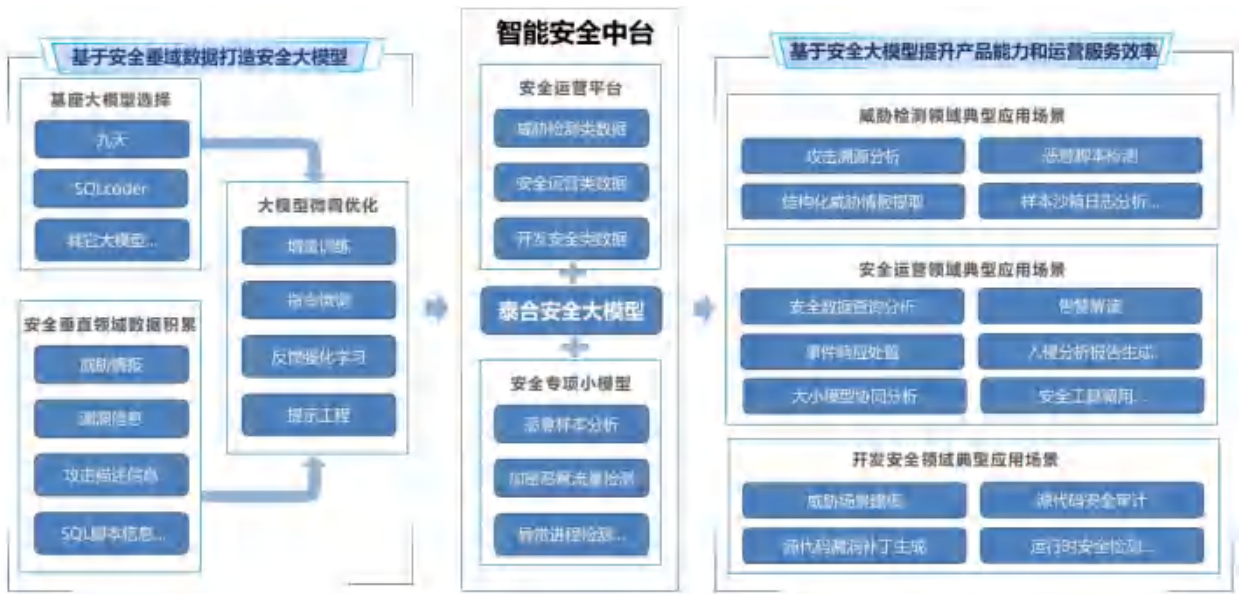 基于安全垂域数据打造安全大模型
基座大模型选择
九天
SQLcoder
其它大模型...
安全垂直领域数据积累
威胁情报
漏洞信息
攻击描述信息
SQL脚本信息...
大模型微调优化
增量训练
指令微调
反馈强化学习
提示工程
智能安全中台
安全运营平台
威胁检测类数据
安全运营类数据
开发安全类数据
泰合安全大模型
安全专项小模型
恶意样本分析
加密恶意流量检测
异常进程检测...
基于安全大模型提升产品能力和运营服务效率
威胁检测领域典型应用场景
攻击溯源分析
恶意脚本检测
结构化威胁情报提取
样本沙箱日志分析...
安全运营领域典型应用场景
安全数据查询分析
告警解读
事件响应处置
入侵分析报告生成
大小模型协同分析
安全工具调用...
开发安全领域典型应用场景
威胁场景建模
源代码安全审计
源代码漏洞补丁生成
运行时安全检测...